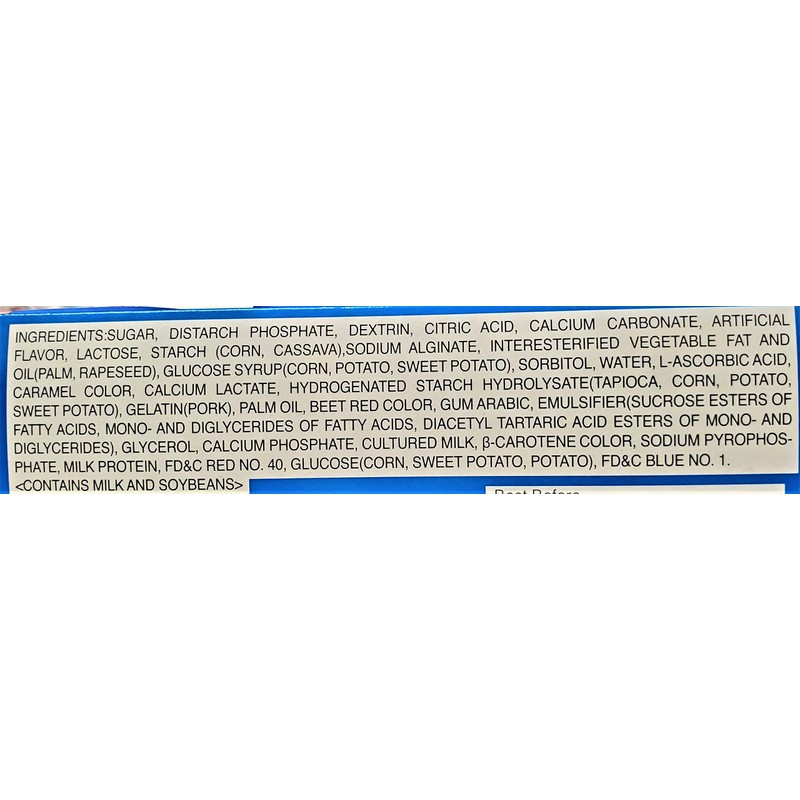 INGREDIENTS:SUGAR, DISTARCH PHOSPHATE, DEXTRIN, CITRIC ACID, CALCIUM CARBONATE, ARTIFICIAL
FLAVOR, LACTOSE, STARCH (CORN, CASSAVA),SODIUM ALGINATE, INTERESTERIFIED VEGETABLE FAT AND
OIL(PALM, RAPESEED), GLUCOSE SYRUP(CORN, POTATO, SWEET POTATO), SORBITOL, WATER, L-ASCORBIC ACID,
CARAMEL COLOR, CALCIUM LACTATE, HYDROGENATED STARCH HYDROLYSATE(TAPIOCA, CORN, POTATO,
SWEET POTATO), GELATIN(PORK), PALM OIL, BEET RED COLOR, GUM ARABIC, EMULSIFIER(SUCROSE ESTERS OF
FATTY ACIDS, MONO- AND DIGLYCERIDES OF FATTY ACIDS, DIACETYL TARTARIC ACID ESTERS OF MONO- AND
DIGLYCERIDES), GLYCEROL, CALCIUM PHOSPHATE, CULTURED MILK, β-CAROTENE COLOR, SODIUM PYROPHOS-
PHATE, MILK PROTEIN, FD&C RED NO. 40, GLUCOSE(CORN, SWEET POTATO, POTATO), FD&C BLUE NO. 1.
<CONTAINS MILK AND SOYBEANS>
Best Before